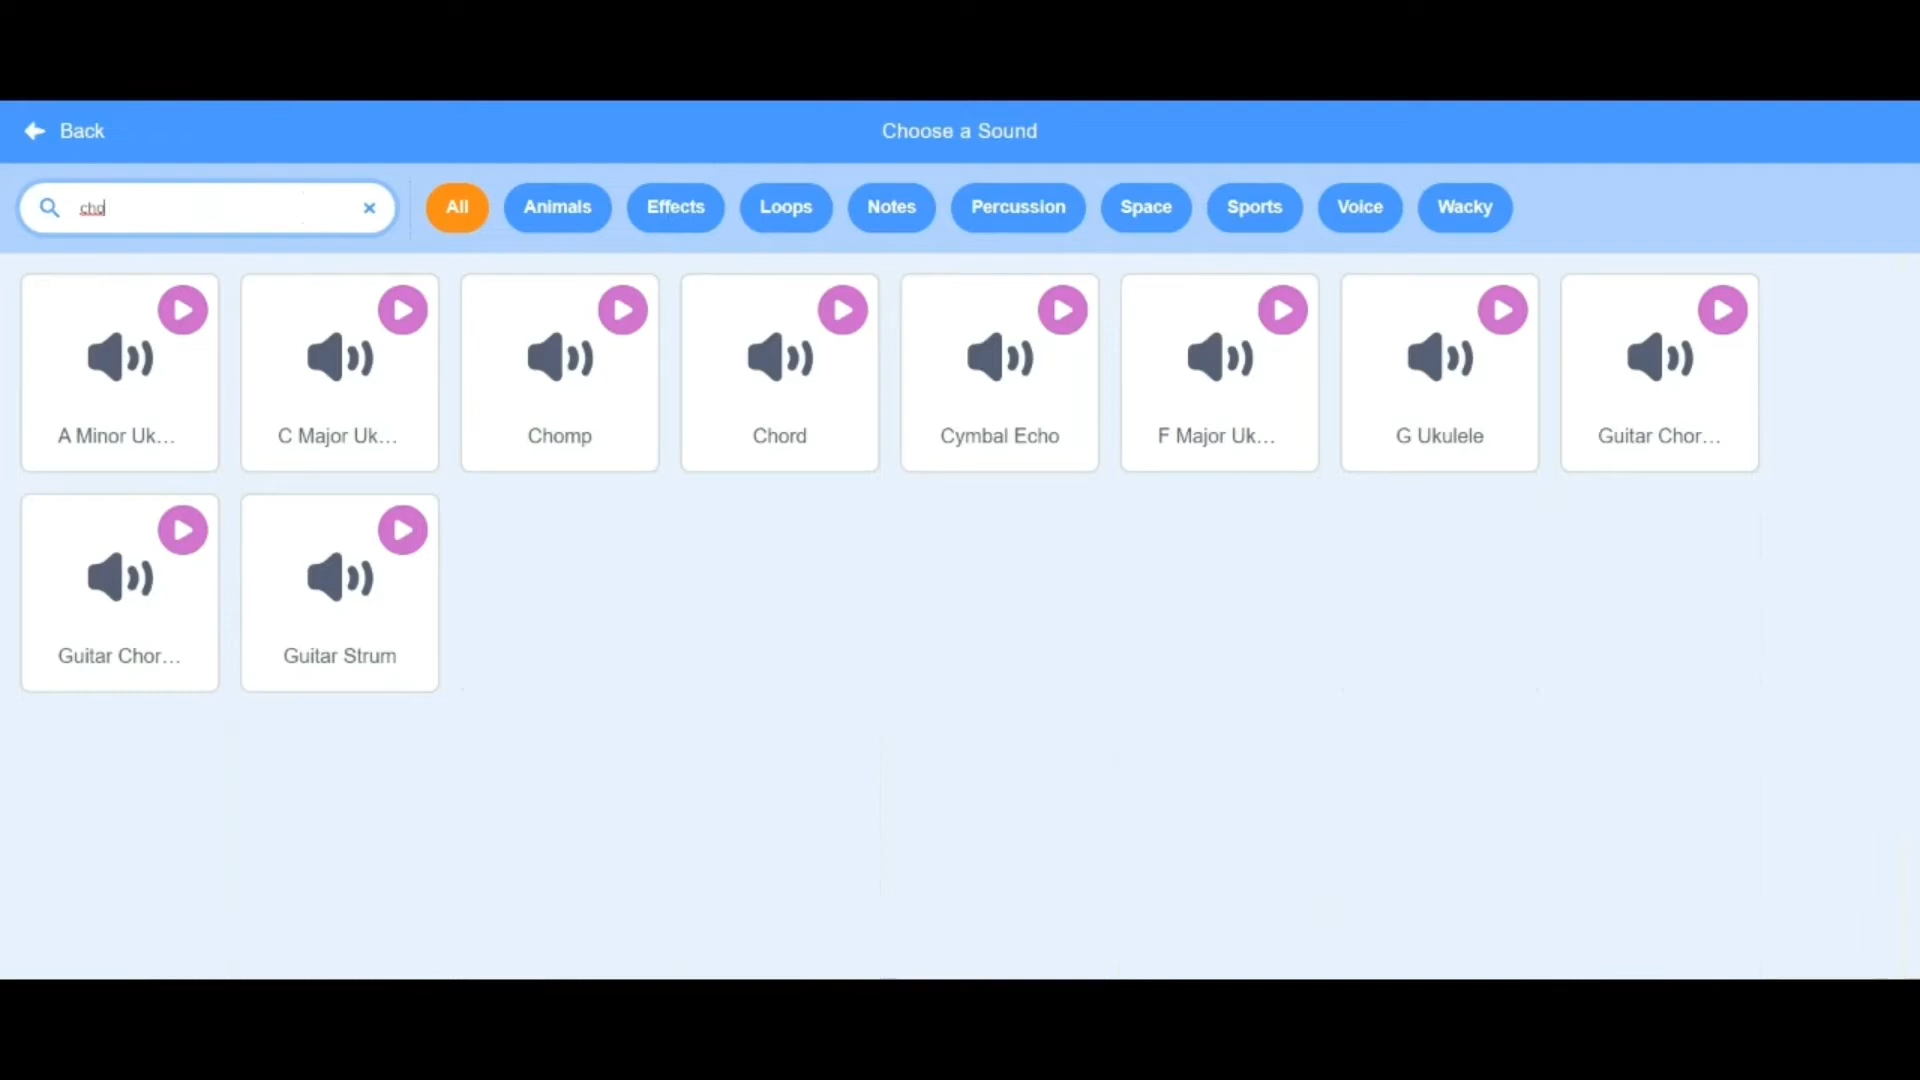 Back
Choose a Sound
cho
All
Animals
Effects
Loops
Notes
Percussion
Space
Sports
Voice
Wacky
A Minor Uk...
C Major Uk...
Chomp
Chord
Cymbal Echo
F Major Uk...
G Ukulele
Guitar Chor...
Guitar Chor...
Guitar Strum